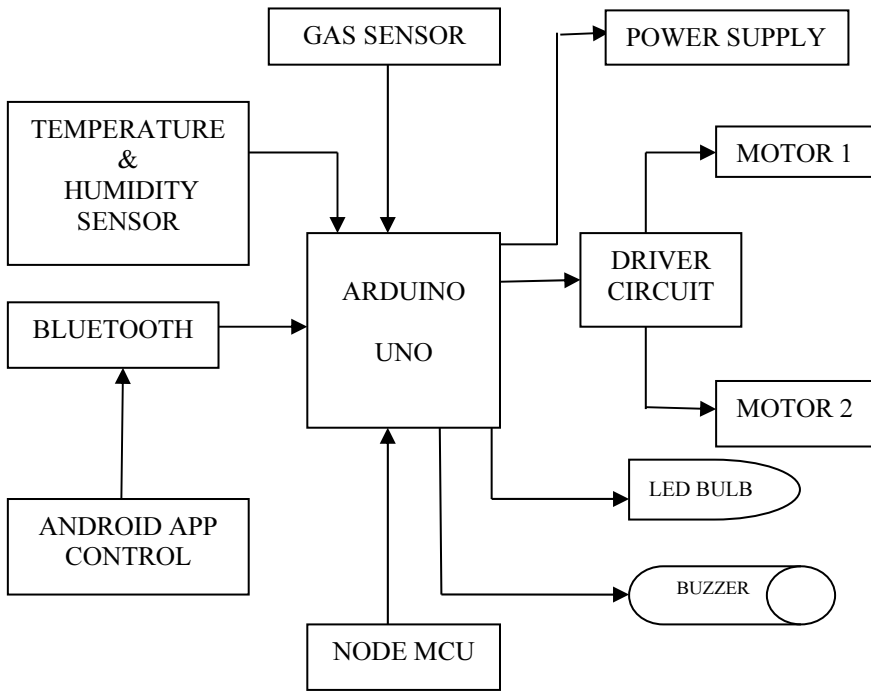 GAS SENSOR
POWER SUPPLY
TEMPERATURE
&
HUMIDITY
SENSOR
MOTOR 1
ARDUINO
UNO
DRIVER
CIRCUIT
BLUETOOTH
MOTOR 2
LED BULB
ANDROID APP
CONTROL
BUZZER
NODE MCU